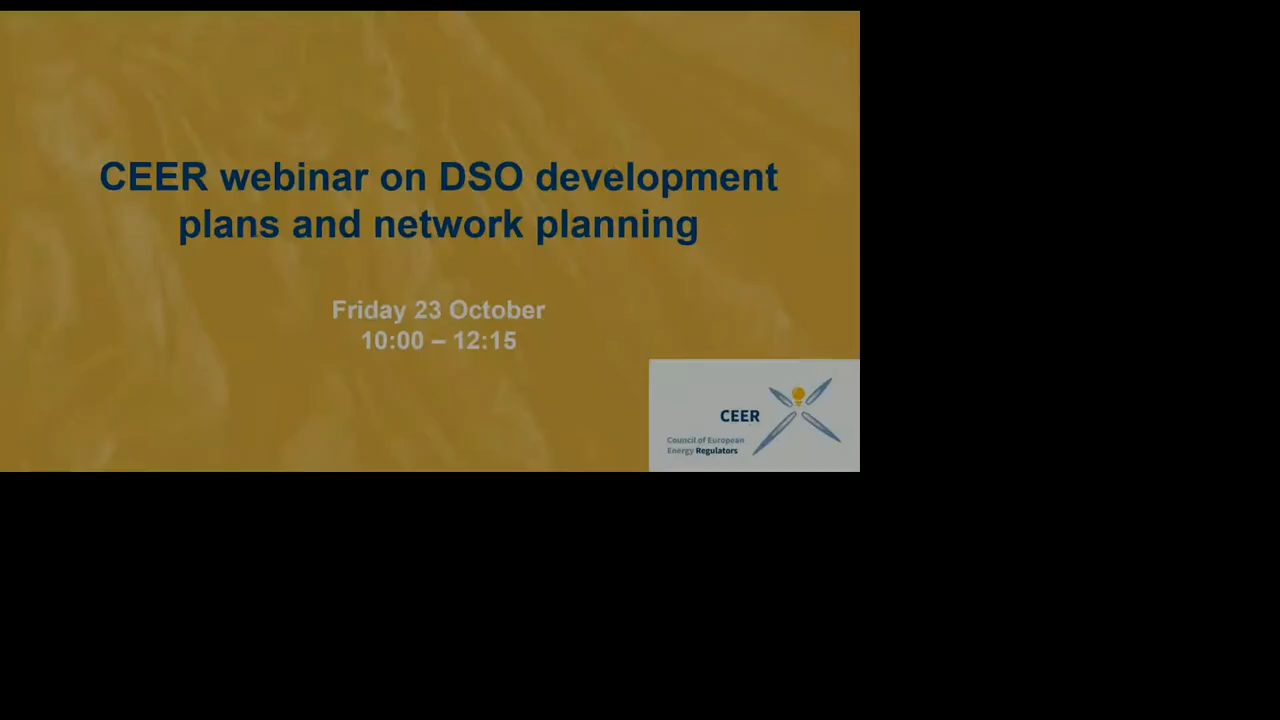 CEER webinar on DSO development
plans and network planning
Friday 23 October
10:00 – 12:15
CEER
Council of European
Energy Regulators